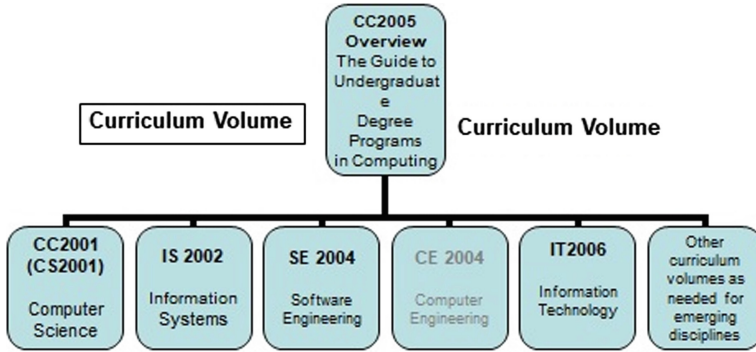 CC2005
Overview
The Guide to
Undergraduat
e
Degree
Programs
in Computing
Curriculum Volume
Curriculum Volume
CC2001
(CS2001)
Computer
Science
IS 2002
Information
Systems
SE 2004
Software
Engineering
CE 2004
Computer
Engineering
IT2006
Information
Technology
Other
curriculum
volumes as
needed for
emerging
disciplines